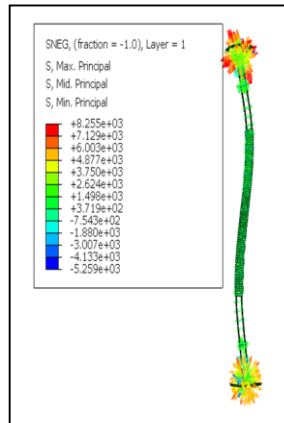 SNEG, (fraction = -1.0), Layer = 1
S, Max. Principal
S, Mid. Principal
S, Min. Principal
+8.255e+03
+7.129e+03
+6.003e+03
+4.877e+03
+3.750e+03
+2.624e+03
+1.498e+03
+3.719e+02
-7.543e+02
-1.880e+03
-3.007e+03
-4.133e+03
-5.259e+03